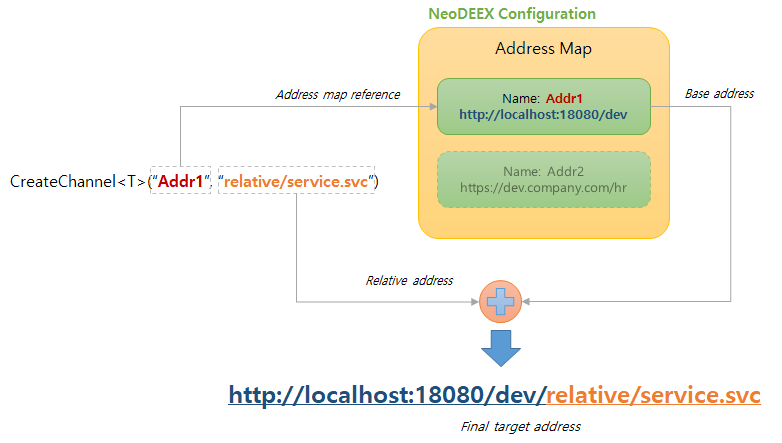 NeoDEEX Configuration
Address Map
Address map reference
Name: Addr1
http://localhost:18080/dev
Base address
CreateChannel<T>("Addr1", "relative/service.svc")
Name: Addr2
https://dev.company.com/hr
Relative address
http://localhost:18080/dev/relative/service.svc
Final target address